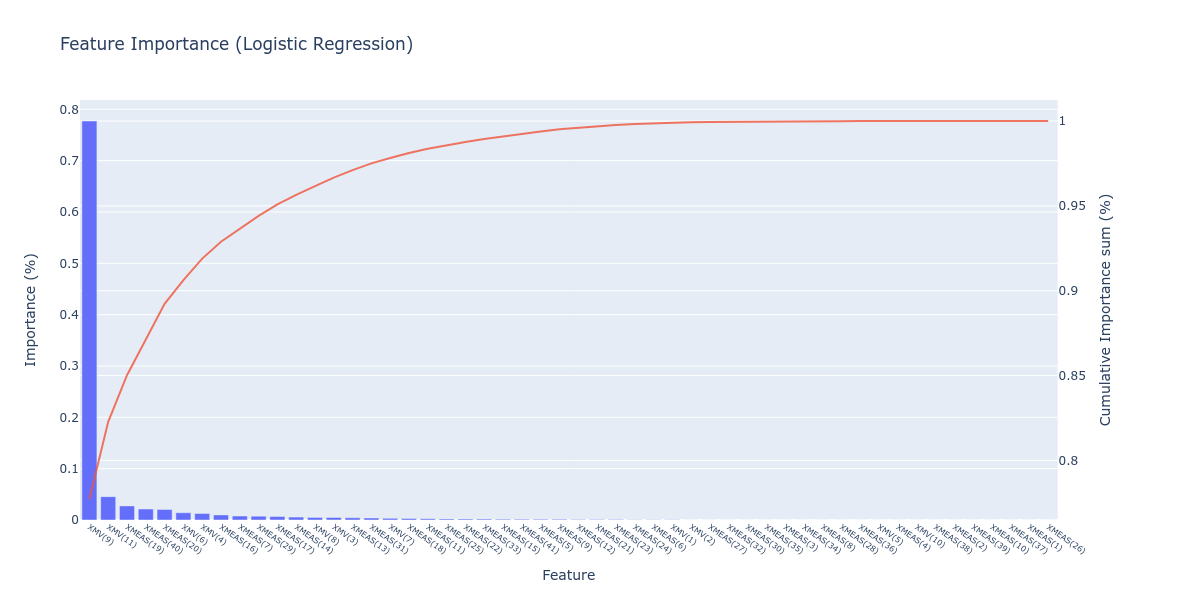 Feature Importance (Logistic Regression)
0.8
0.7
0.6
0.5
0.4
0.3
0.2
0.1
0
Importance (%)
1
0.95
0.9
0.85
0.8
Cumulative Importance sum (%)
XMV(9)
XMV(11)
XMEAS(19)
XMEAS(40)
XMEAS(20)
XMV(6)
XMV(4)
XMEAS(16)
XMEAS(7)
XMEAS(29)
XMEAS(17)
XMEAS(14)
XMV(8)
XMV(3)
XMEAS(13)
XMEAS(31)
XMV(7)
XMEAS(18)
XMEAS(11)
XMEAS(25)
XMEAS(22)
XMEAS(33)
XMEAS(15)
XMEAS(41)
XMEAS(5)
XMEAS(9)
XMEAS(12)
XMEAS(21)
XMEAS(23)
XMEAS(24)
XMEAS(6)
XMV(1)
XMV(2)
XMEAS(27)
XMEAS(32)
XMEAS(30)
XMEAS(35)
XMEAS(3)
XMEAS(34)
XMEAS(8)
XMEAS(28)
XMEAS(36)
XMV(5)
XMEAS(4)
XMV(10)
XMEAS(38)
XMEAS(2)
XMEAS(39)
XMEAS(10)
XMEAS(37)
XMEAS(1)
XMEAS(26)
Feature